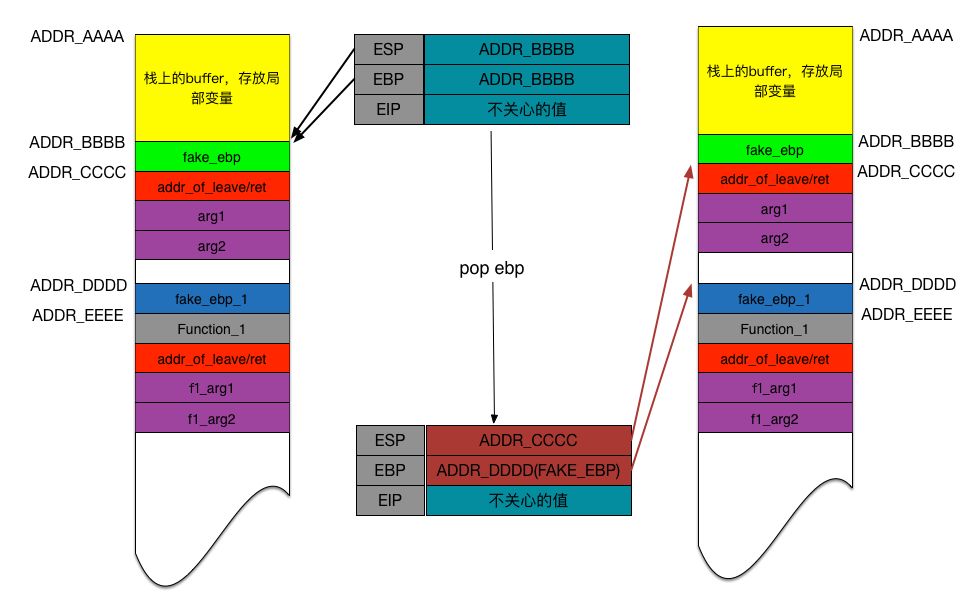 ADDR_AAAA
栈上的buffer，存放局
部变量
ADDR_BBBB
fake_ebp
ADDR_CCCC
addr_of_leave/ret
arg1
arg2
ADDR_DDDD
fake_ebp_1
ADDR_EEEE
Function_1
addr_of_leave/ret
f1_arg1
f1_arg2
ESP ADDR_BBBB
EBP ADDR_BBBB
EIP 不关心的值
pop ebp
ESP ADDR_CCCC
EBP ADDR_DDDD(FAKE_EBP)
EIP 不关心的值
ADDR_AAAA
栈上的buffer，存放局
部变量
ADDR_BBBB
fake_ebp
ADDR_CCCC
addr_of_leave/ret
arg1
arg2
ADDR_DDDD
fake_ebp_1
ADDR_EEEE
Function_1
addr_of_leave/ret
f1_arg1
f1_arg2